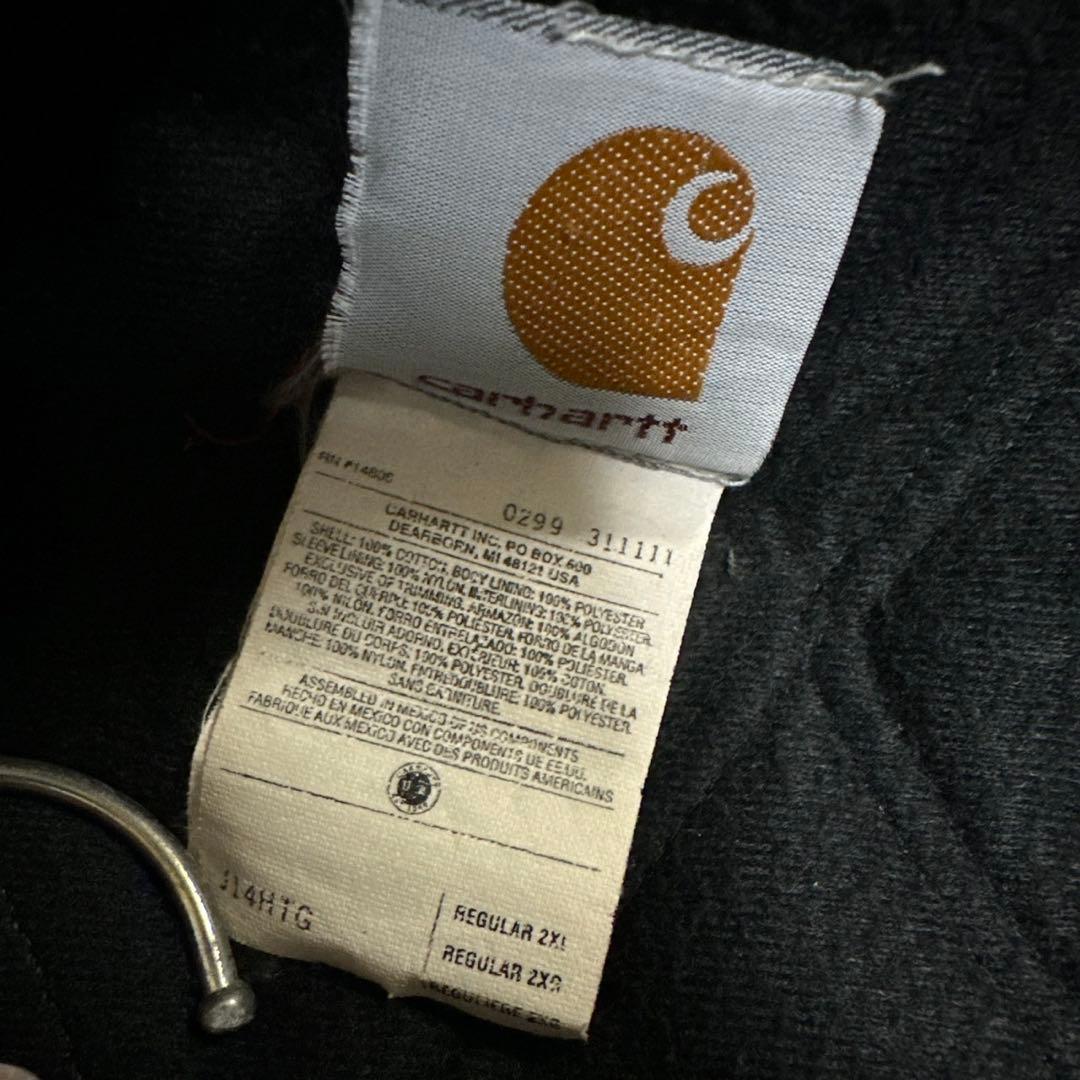 carhartt
RN #14806
0299 311111
CARHARTT INC. PO BOX 600
DEARBORN, MI 48121 USA
SHELL: 100% COTTON. BODY LINING: 100% POLYESTER
SLEEVE LINING: 100% NYLON. INTERLINING: 100% POLYESTER.
EXCLUSIVE OF TRIMMING. ARMAZON: 100% ALGODON
FORRO DEL CUERPO: 100% POLIESTER. FORRO DE LA MANGA
100% NILON. FORRO ENTRELAZADO: 100% POLIESTER.
SIN INCLUIR ADORNO. EXTERIEUR: 100% COTON.
DOUBLURE DU CORPS: 100% POLYESTER. DOUBLURE DE LA
MANCHE: 100% NYLON. ENTREDOUBLURE: 100% POLYESTER.
SANS GARNITURE
ASSEMBLED IN MEXICO OF US COMPONENTS
HECHO EN MEXICO CON COMPONENTS DE EE.UU.
FABRIQUE AUX MEXICO AVEC DES PRODUITS AMERICAINS
J14HTG
REGULAR 2XL
REGULAR 2XG